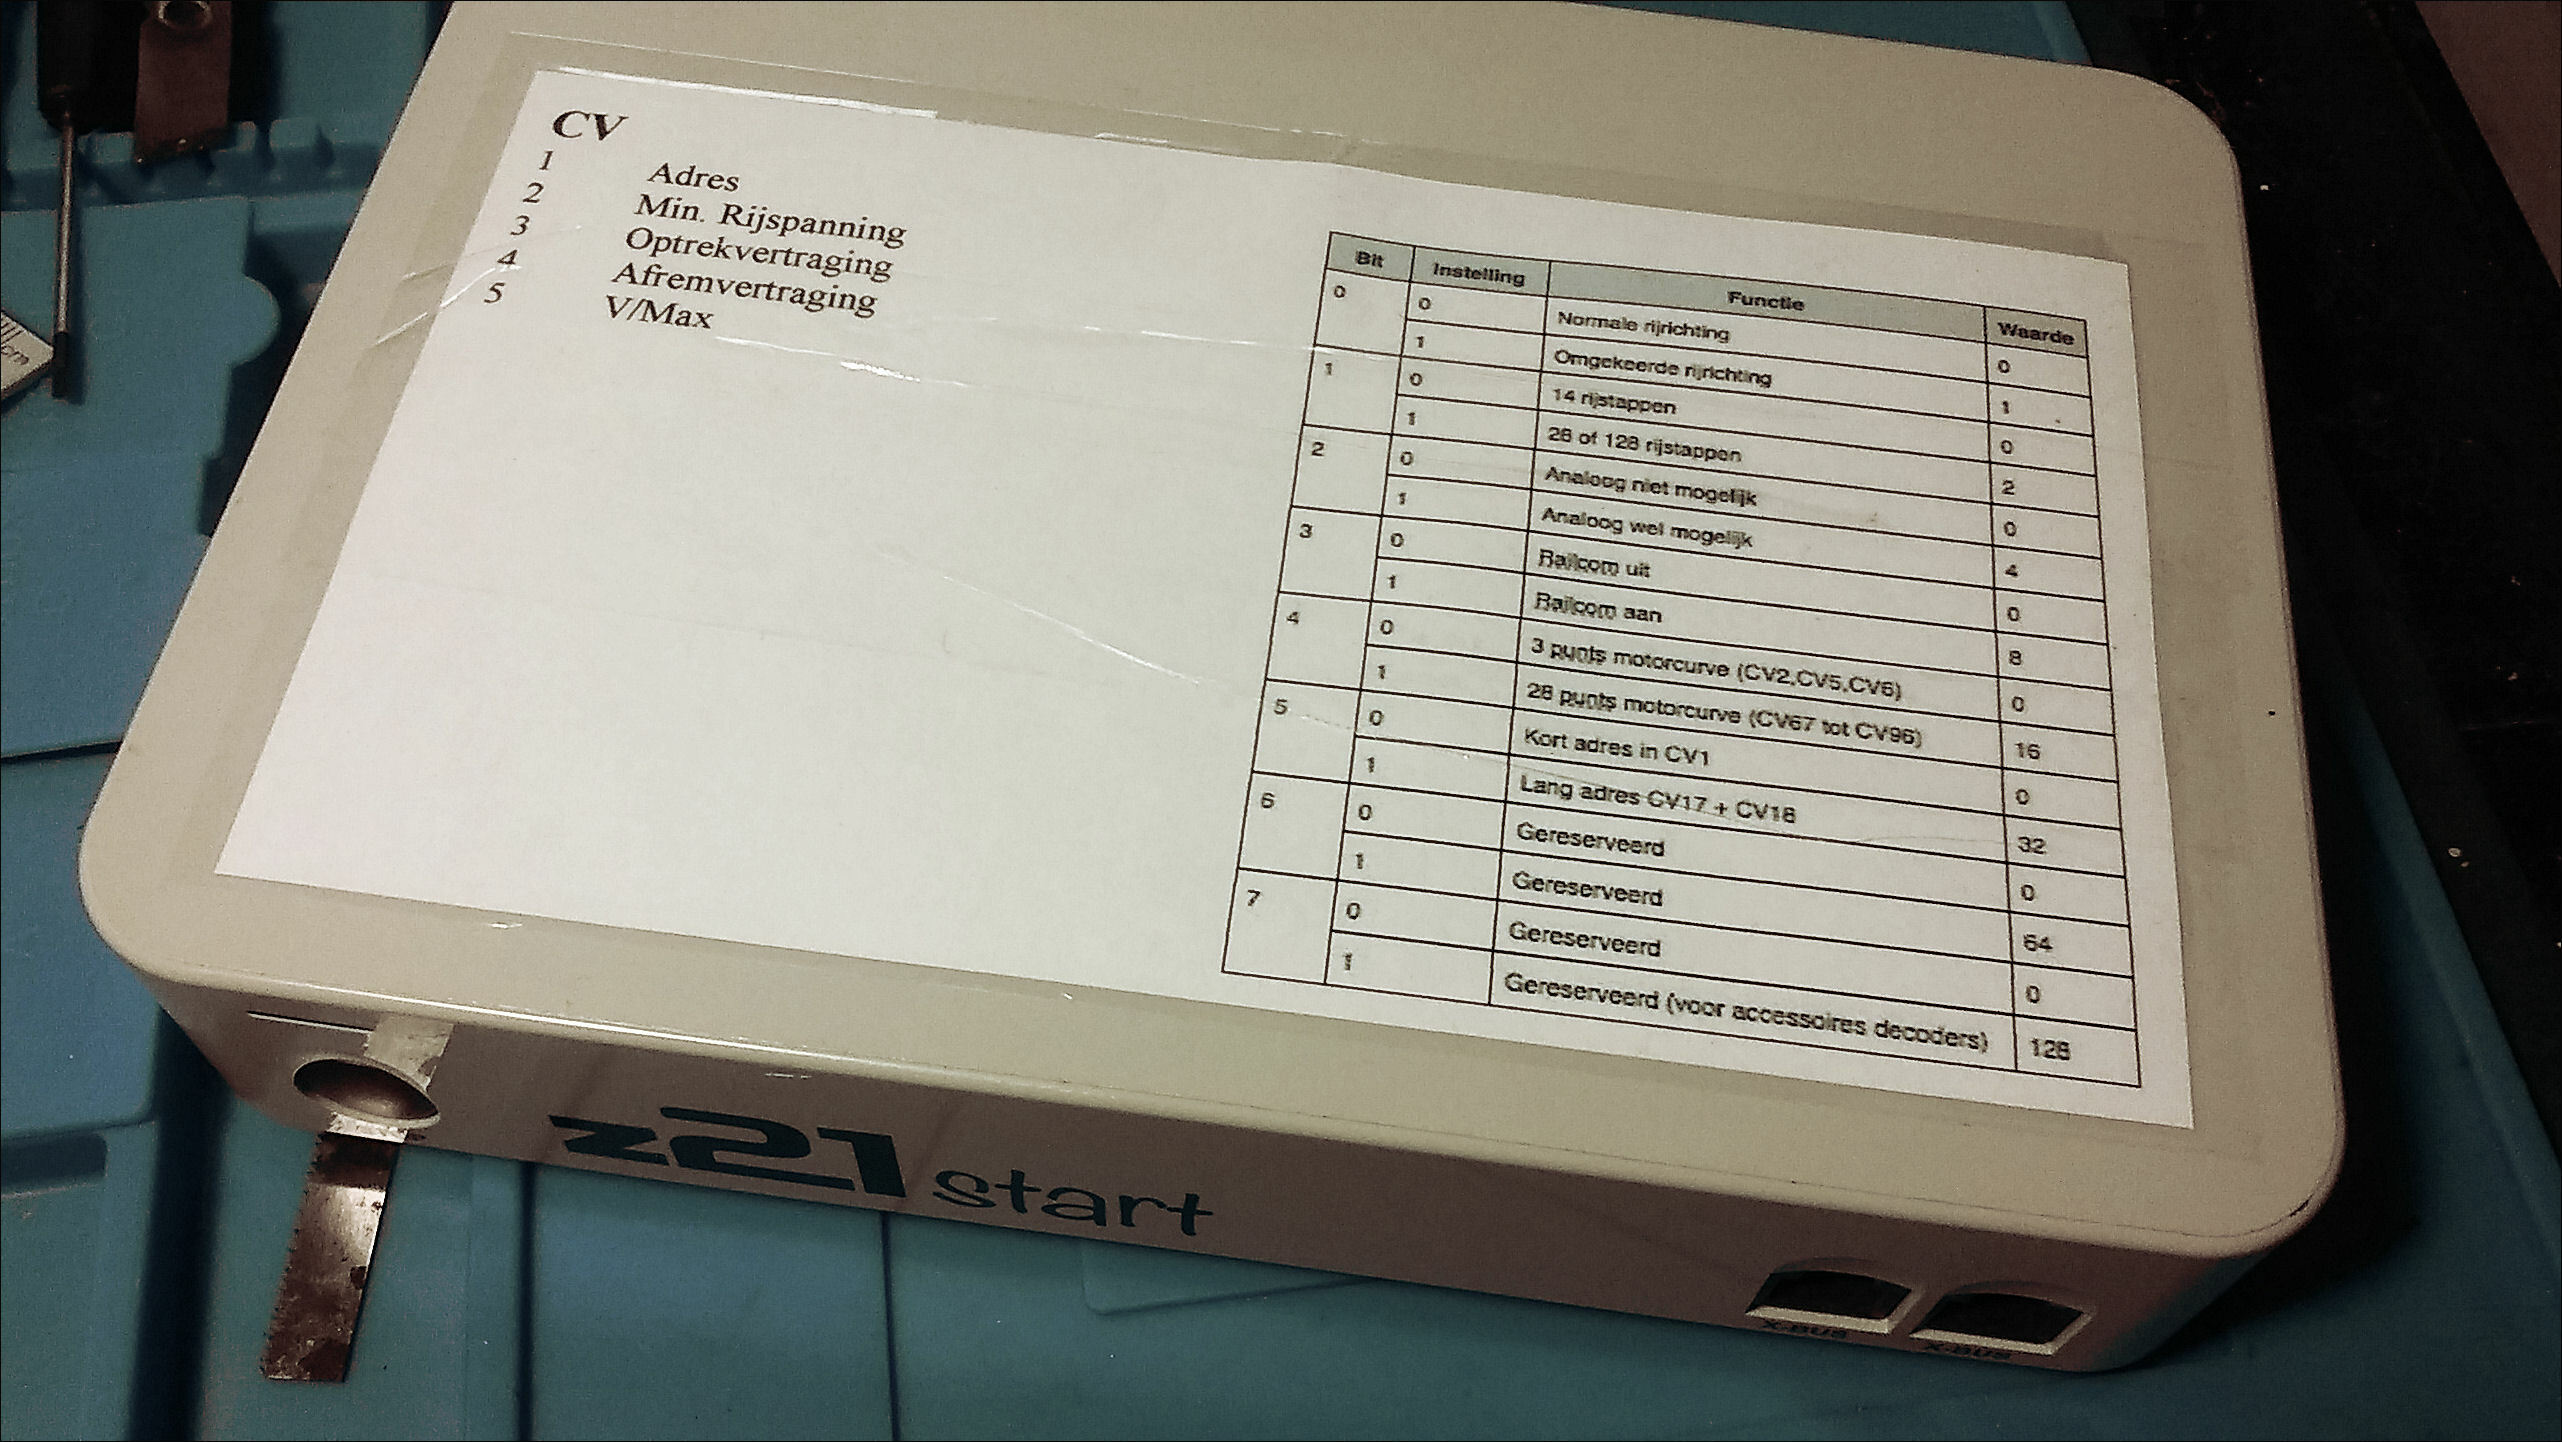 CV
1 Adres
2 Min. Rijspanning
3 Optrekvertraging
4 Afremvertraging
5 V/Max
Bit Instelling Functie Waarde
0 0 Normale rijrichting 0
1 Omgekeerde rijrichting 1
1 0 14 rijstappen 0
1 28 of 128 rijstappen 2
2 0 Analoog niet mogelijk 0
1 Analoog wel mogelijk 4
3 0 Railcom uit 0
1 Railcom aan 8
4 0 3 punts motorcurve (CV2,CV5,CV6) 0
1 28 punts motorcurve (CV67 tot CV96) 16
5 0 Kort adres in CV1 0
1 Lang adres CV17 + CV18 32
6 0 Gereserveerd 0
1 Gereserveerd 64
7 0 Gereserveerd 0
1 Gereserveerd (voor accessoires decoders) 128
z21 start
X-BUS X-BUS